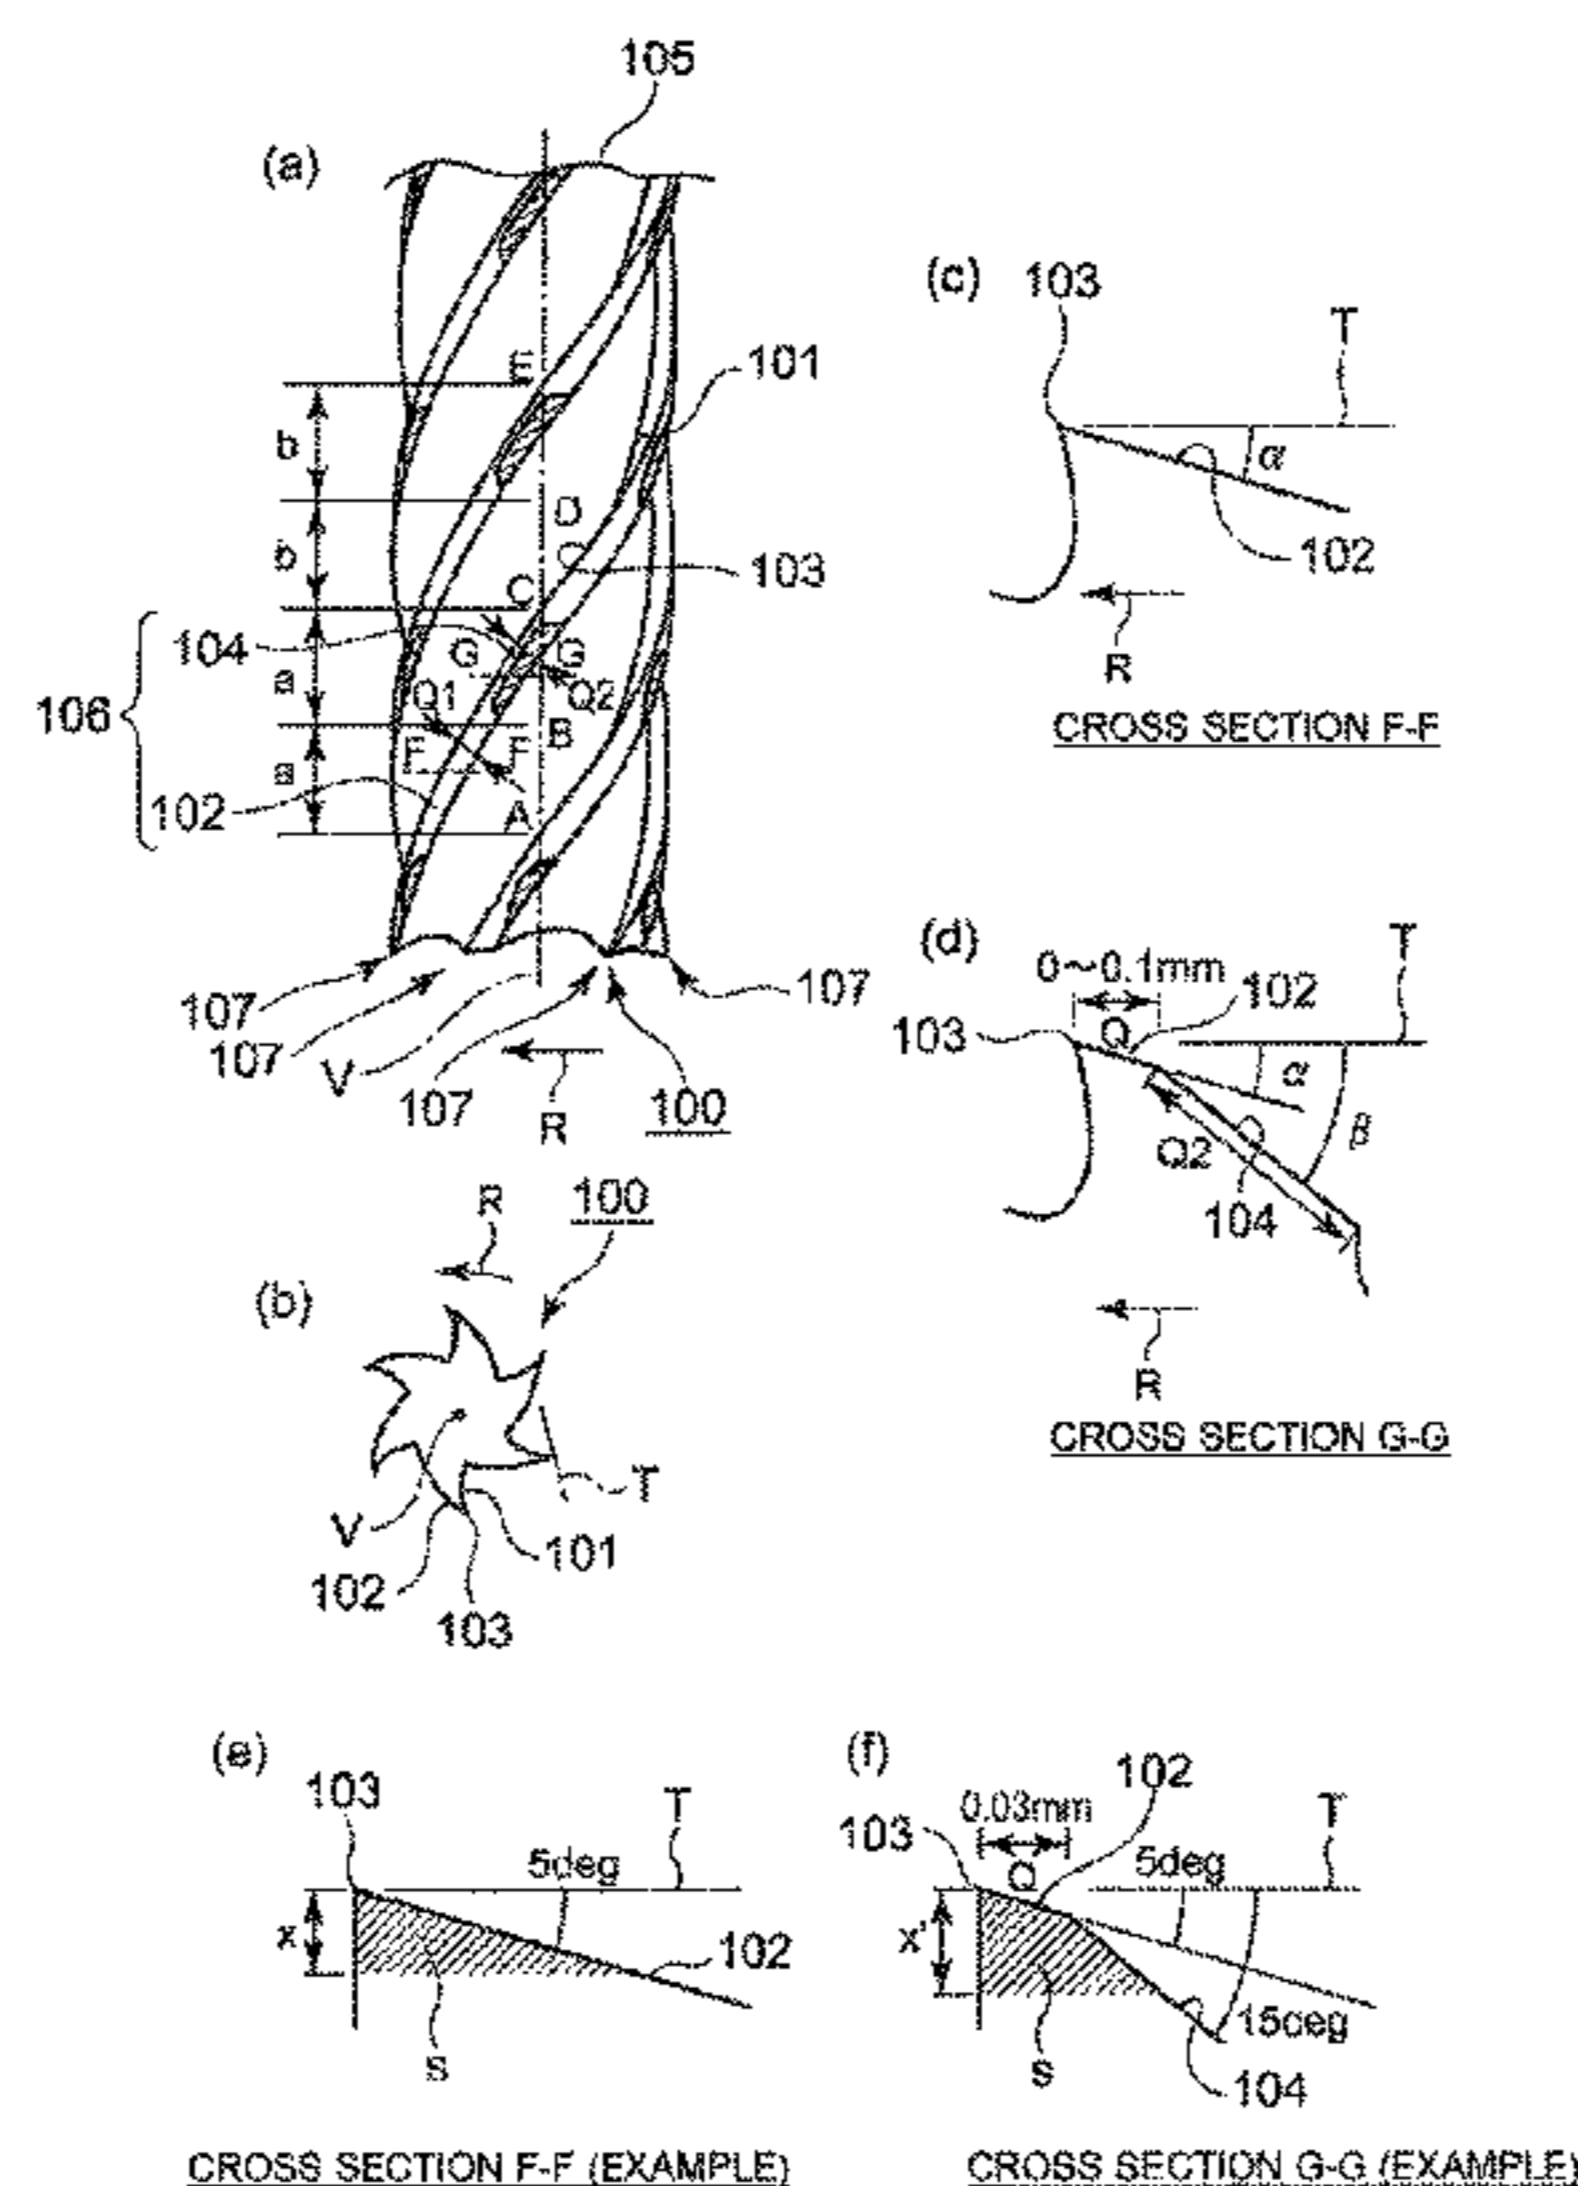 105
(a)
E
101
b
D
b
103
C
104
G
G
a
Q1
Q2
106
B
F
F
a
102
A
107
107
107
V
107
R
100
(c)
103
T
α
102
R
CROSS SECTION F-F
(d)
T
0～0.1mm
102
103
Q
α
β
Q2
104
R
CROSS SECTION G-G
R
100
(b)
T
V
101
102
103
(e)
103
T
5deg
x
102
S
CROSS SECTION F-F (EXAMPLE)
(f)
102
0.03mm
T
103
5deg
Q
x'
15deg
S
104
CROSS SECTION G-G (EXAMPLE)